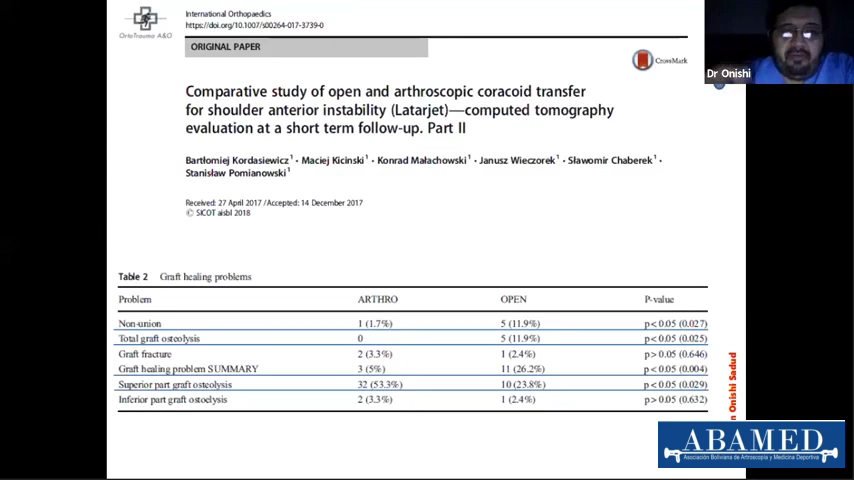 International Orthopaedics
https://doi.org/10.1007/s00264-017-3739-0
OrtoTrauma A&O
ORIGINAL PAPER
CrossMark
Dr Onishi
Comparative study of open and arthroscopic coracoid transfer
for shoulder anterior instability (Latarjet)—computed tomography
evaluation at a short term follow-up. Part II
Bartłomiej Kordasiewicz1 · Maciej Kicinski1 · Konrad Małachowski1 · Janusz Wieczorek1 · Sławomir Chaberek1 ·
Stanisław Pomianowski1
Received: 27 April 2017 / Accepted: 14 December 2017
© SICOT aisbl 2018
Table 2 Graft healing problems
Problem ARTHRO OPEN P-value
Non-union 1 (1.7%) 5 (11.9%) p < 0.05 (0.027)
Total graft osteolysis 0 5 (11.9%) p < 0.05 (0.025)
Graft fracture 2 (3.3%) 1 (2.4%) p > 0.05 (0.646)
Graft healing problem SUMMARY 3 (5%) 11 (26.2%) p < 0.05 (0.004)
Superior part graft osteolysis 32 (53.3%) 10 (23.8%) p < 0.05 (0.029)
Inferior part graft ostoelysis 2 (3.3%) 1 (2.4%) p > 0.05 (0.632)
n Onishi Sadud
ABAMED
Asociación Boliviana de Artroscopia y Medicina Deportiva